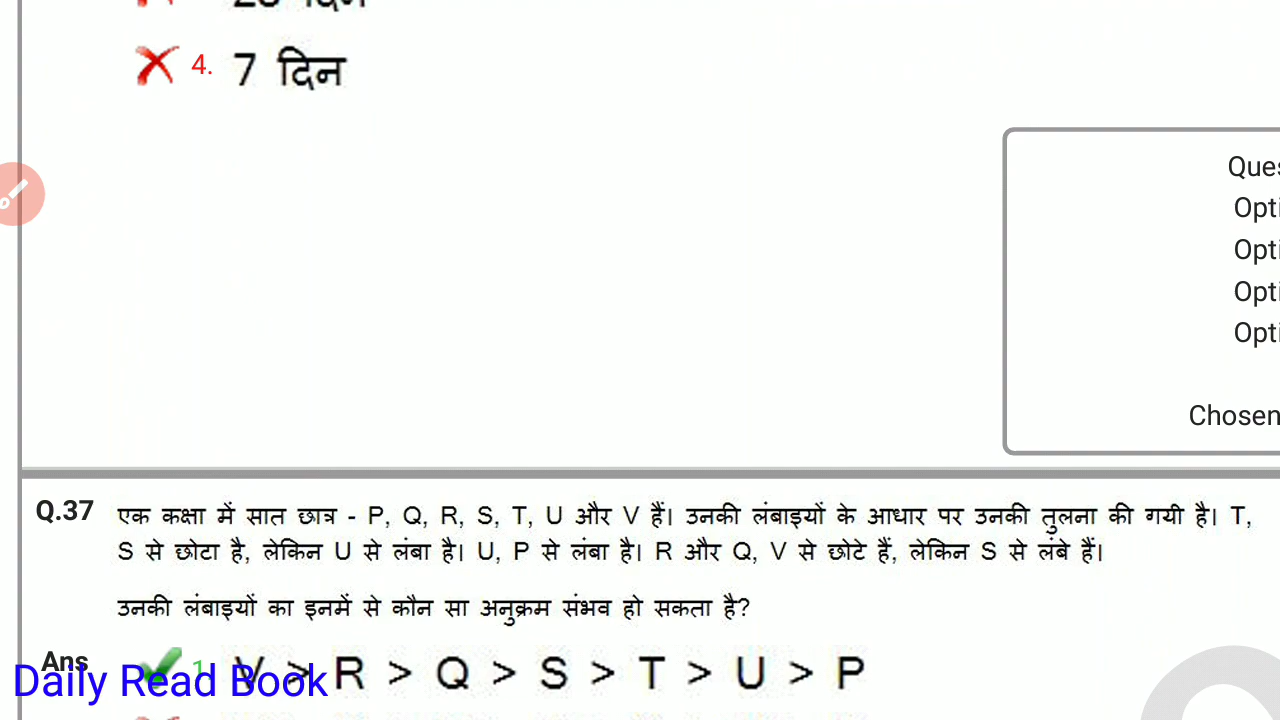 4. 7 दिन
Ques
Opti
Opti
Opti
Opti
Chosen
Q.37 एक कक्षा में सात छात्र - P, Q, R, S, T, U और V हैं। उनकी लंबाइयों के आधार पर उनकी तुलना की गयी है। T,
S से छोटा है, लेकिन U से लंबा है। U, P से लंबा है। R और Q, V से छोटे हैं, लेकिन S से लंबे हैं।
उनकी लंबाइयों का इनमें से कौन सा अनुक्रम संभव हो सकता है?
Ans 1. V > R > Q > S > T > U > P
Daily Read Book